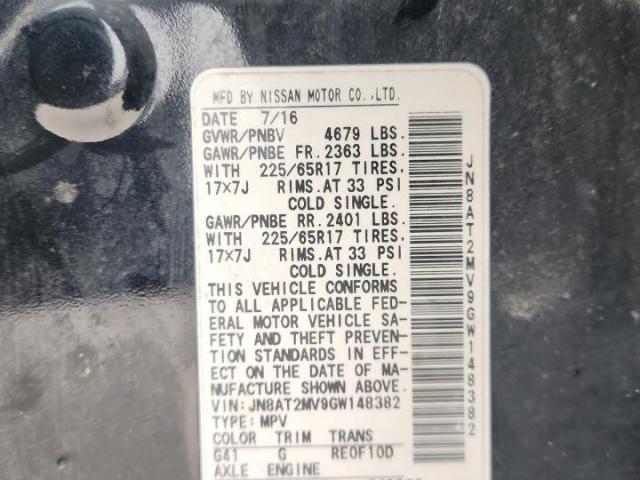 MFD BY NISSAN MOTOR CO.,LTD.
DATE 7/16
GVWR/PNBV 4679 LBS.
GAWR/PNBE FR. 2363 LBS.
WITH 225/65R17 TIRES,
17×7J RIMS.AT 33 PSI
COLD SINGLE.
GAWR/PNBE RR. 2401 LBS.
WITH 225/65R17 TIRES,
17×7J RIMS.AT 33 PSI
COLD SINGLE.
THIS VEHICLE CONFORMS
TO ALL APPLICABLE FED-
ERAL MOTOR VEHICLE SA-
FETY AND THEFT PREVEN-
TION STANDARDS IN EFF-
ECT ON THE DATE OF MA-
NUFACTURE SHOWN ABOVE.
VIN: JN8AT2MV9GW148382
TYPE: MPV
COLOR TRIM TRANS
G41 G RE0F10D
AXLE ENGINE
JN8AT2MV9GW148382